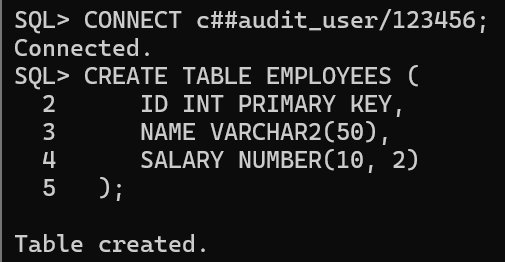 SQL> CONNECT c##audit_user/123456;
Connected.
SQL> CREATE TABLE EMPLOYEES (
  2      ID INT PRIMARY KEY,
  3      NAME VARCHAR2(50),
  4      SALARY NUMBER(10, 2)
  5   );

Table created.